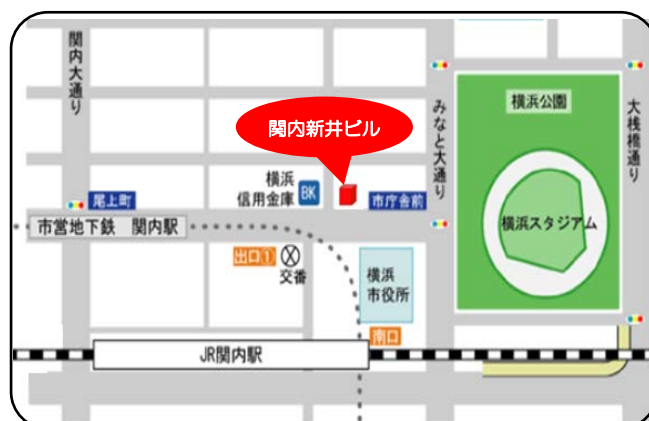 関内大通り
みなと大通り
大桟橋通り
横浜公園
関内新井ビル
横浜
信用金庫
BK
尾上町
市庁舎前
市営地下鉄 関内駅
横浜スタジアム
出口①
交番
横浜
市役所
南口
JR関内駅